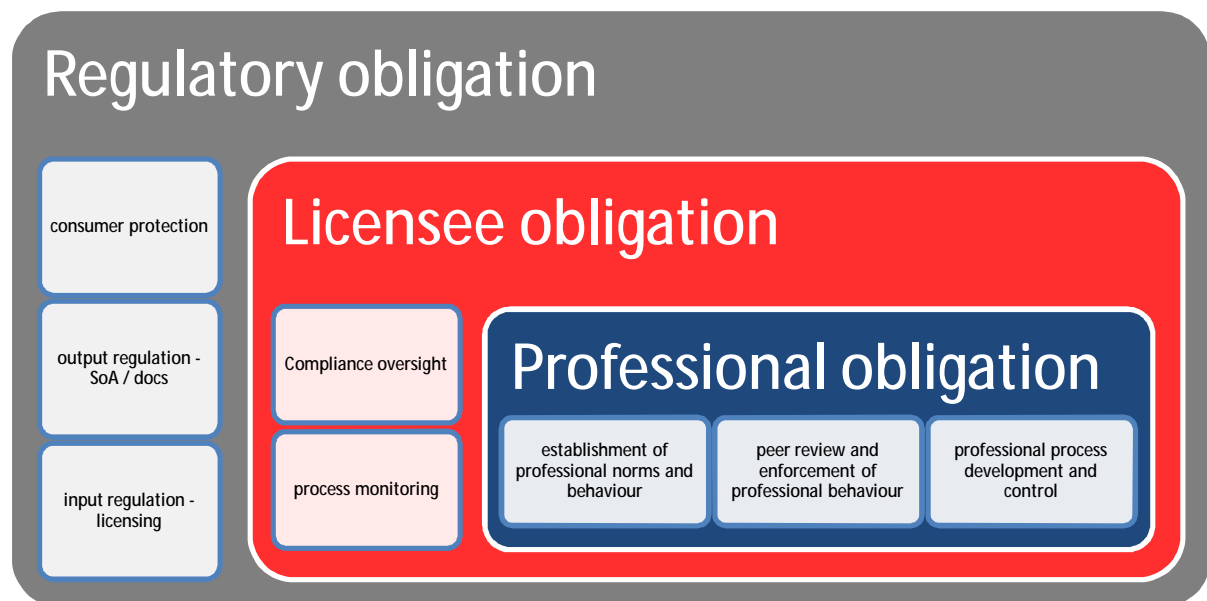 Regulatory obligation
consumer protection
output regulation -
SoA / docs
input regulation -
licensing
Licensee obligation
Compliance oversight
process monitoring
Professional obligation
establishment of
professional norms and
behaviour
peer review and
enforcement of
professional behaviour
professional process
development and
control